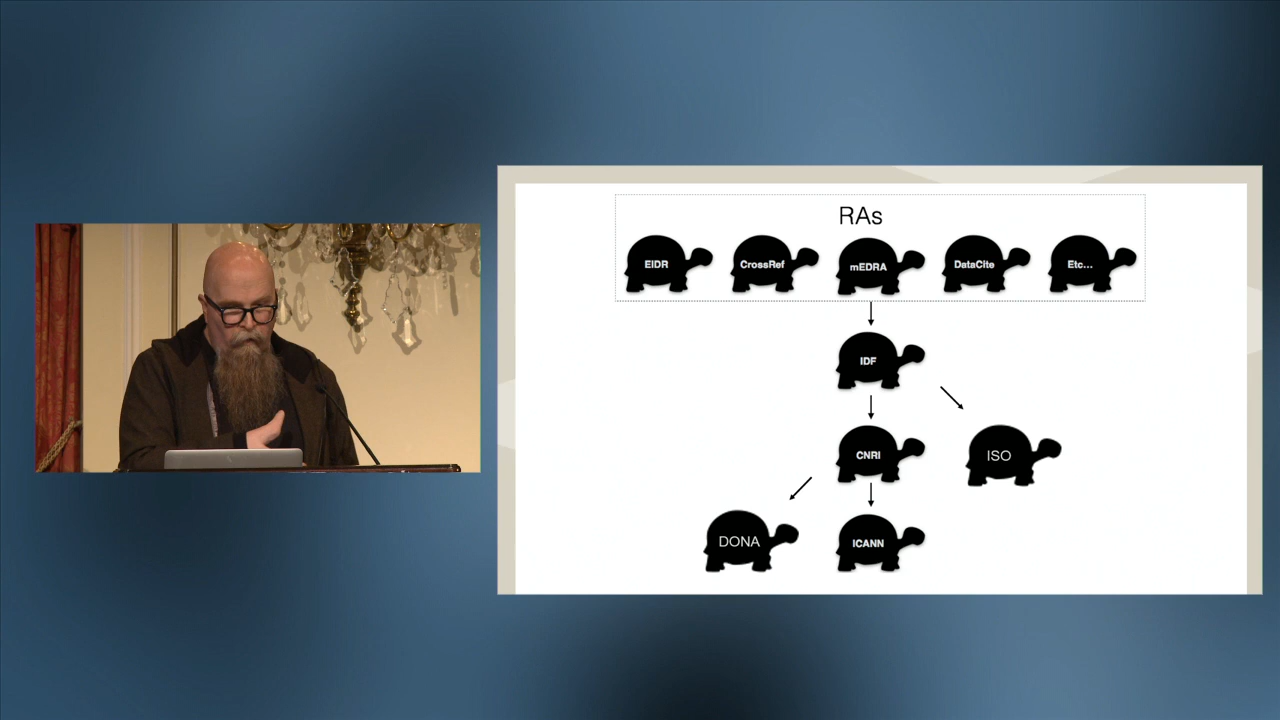 RAs
EIDR
CrossRef
mEDRA
DataCite
Etc...
IDF
CNRI
ISO
DONA
ICANN